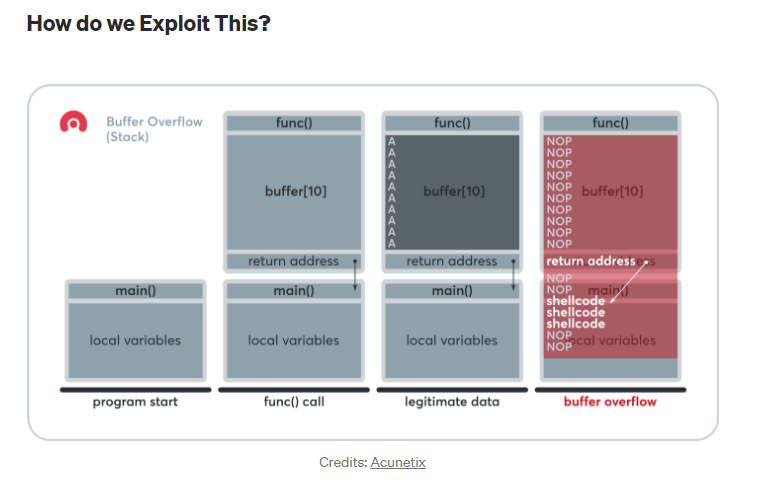 How do we Exploit This?
Buffer Overflow
(Stack)
func()
buffer[10]
return address
main()
local variables
func()
A
A
A
A
A
A
A
A
A
A
buffer[10]
return address
main()
local variables
func()
NOP
NOP
NOP
NOP
NOP
NOP
NOP
NOP
NOP
NOP
buffer[10]
return address
NOP
NOP
main()
shellcode
shellcode
shellcode
NOP
NOP
local variables
main()
local variables
program start
func() call
legitimate data
buffer overflow
Credits: Acunetix